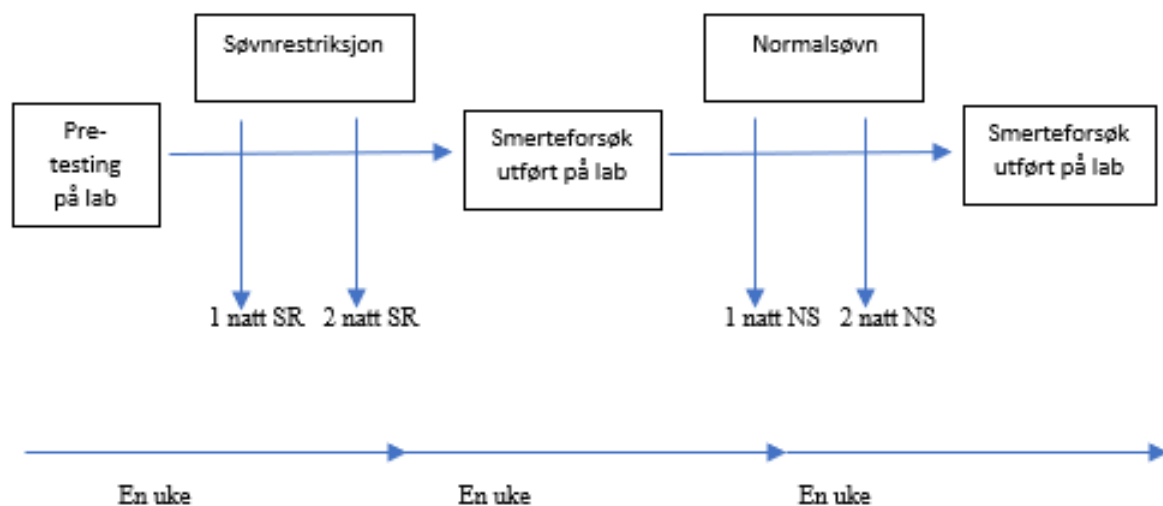 Søvnrestriksjon
Normalsøvn
Pre-
testing
på lab
Smerteforsøk
utført på lab
Smerteforsøk
utført på lab
1 natt SR
2 natt SR
1 natt NS
2 natt NS
En uke
En uke
En uke